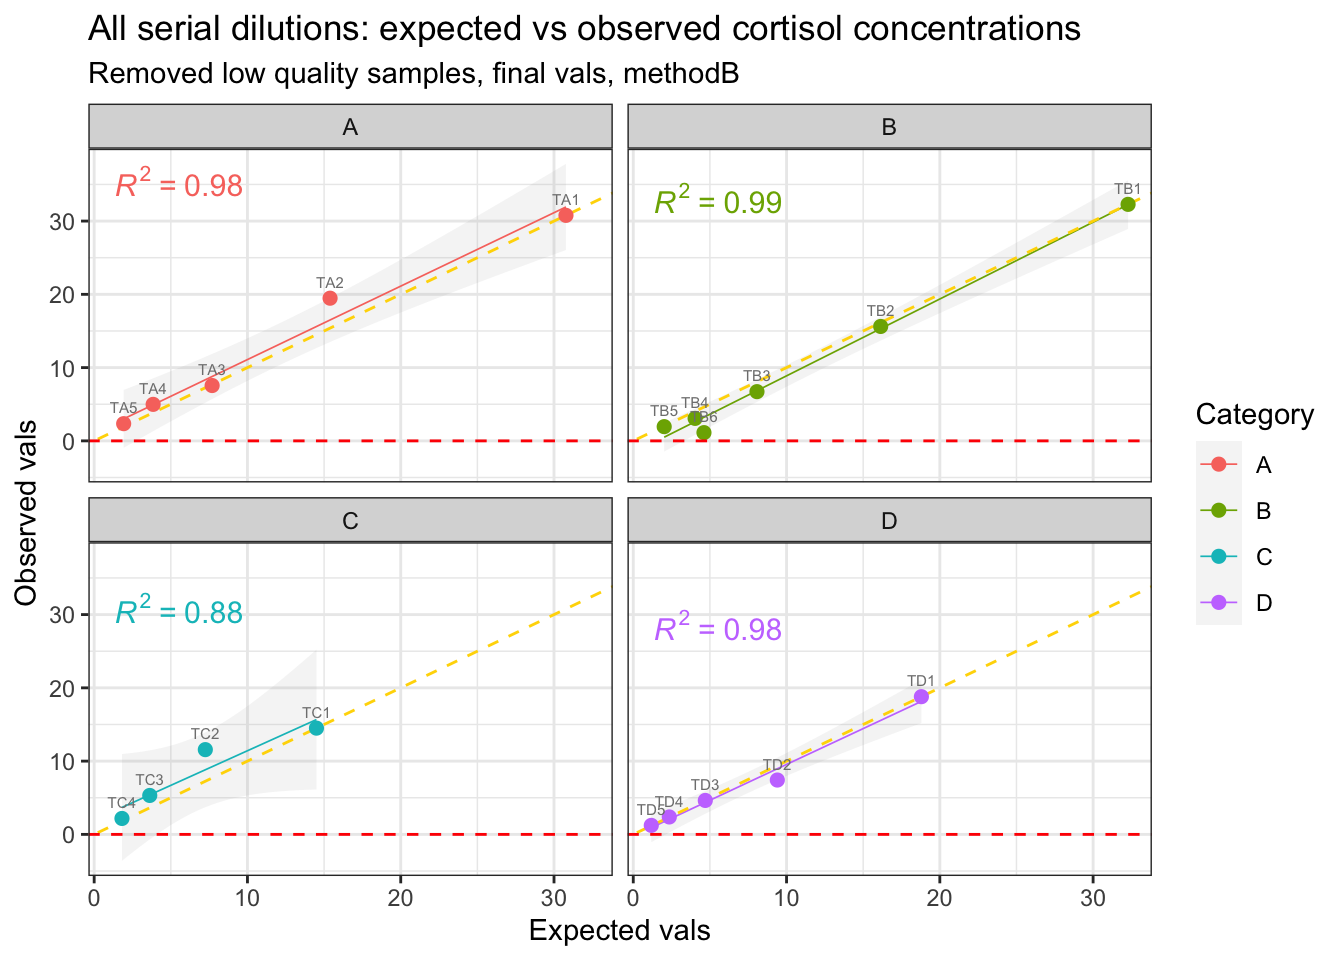 All serial dilutions: expected vs observed cortisol concentrations
Removed low quality samples, final vals, methodB
A
B
R² = 0.98
TA1
TA2
TA3
TA4
TA5
R² = 0.99
TB1
TB2
TB3
TB4
TB5
TB6
30
20
10
0
C
D
R² = 0.88
TC1
TC2
TC3
TC4
R² = 0.98
TD1
TD2
TD3
TD4
TD5
30
20
10
0
0 10 20 30
0 10 20 30
Expected vals
Observed vals
Category
A
B
C
D